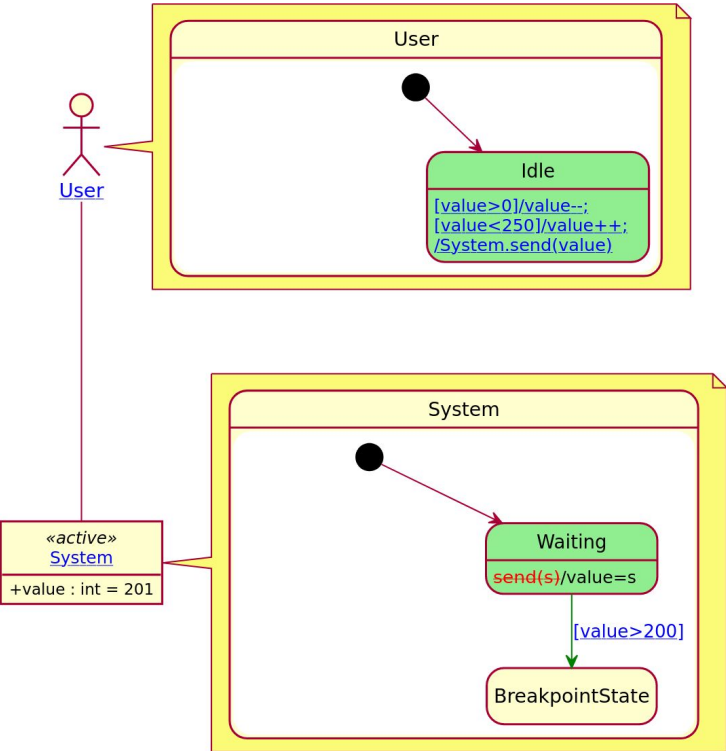 User
User
Idle
[value>0]/value--;
[value<250]/value++;
/System.send(value)
System
«active»
System
+value : int = 201
Waiting
send(s)/value=s
[value>200]
BreakpointState